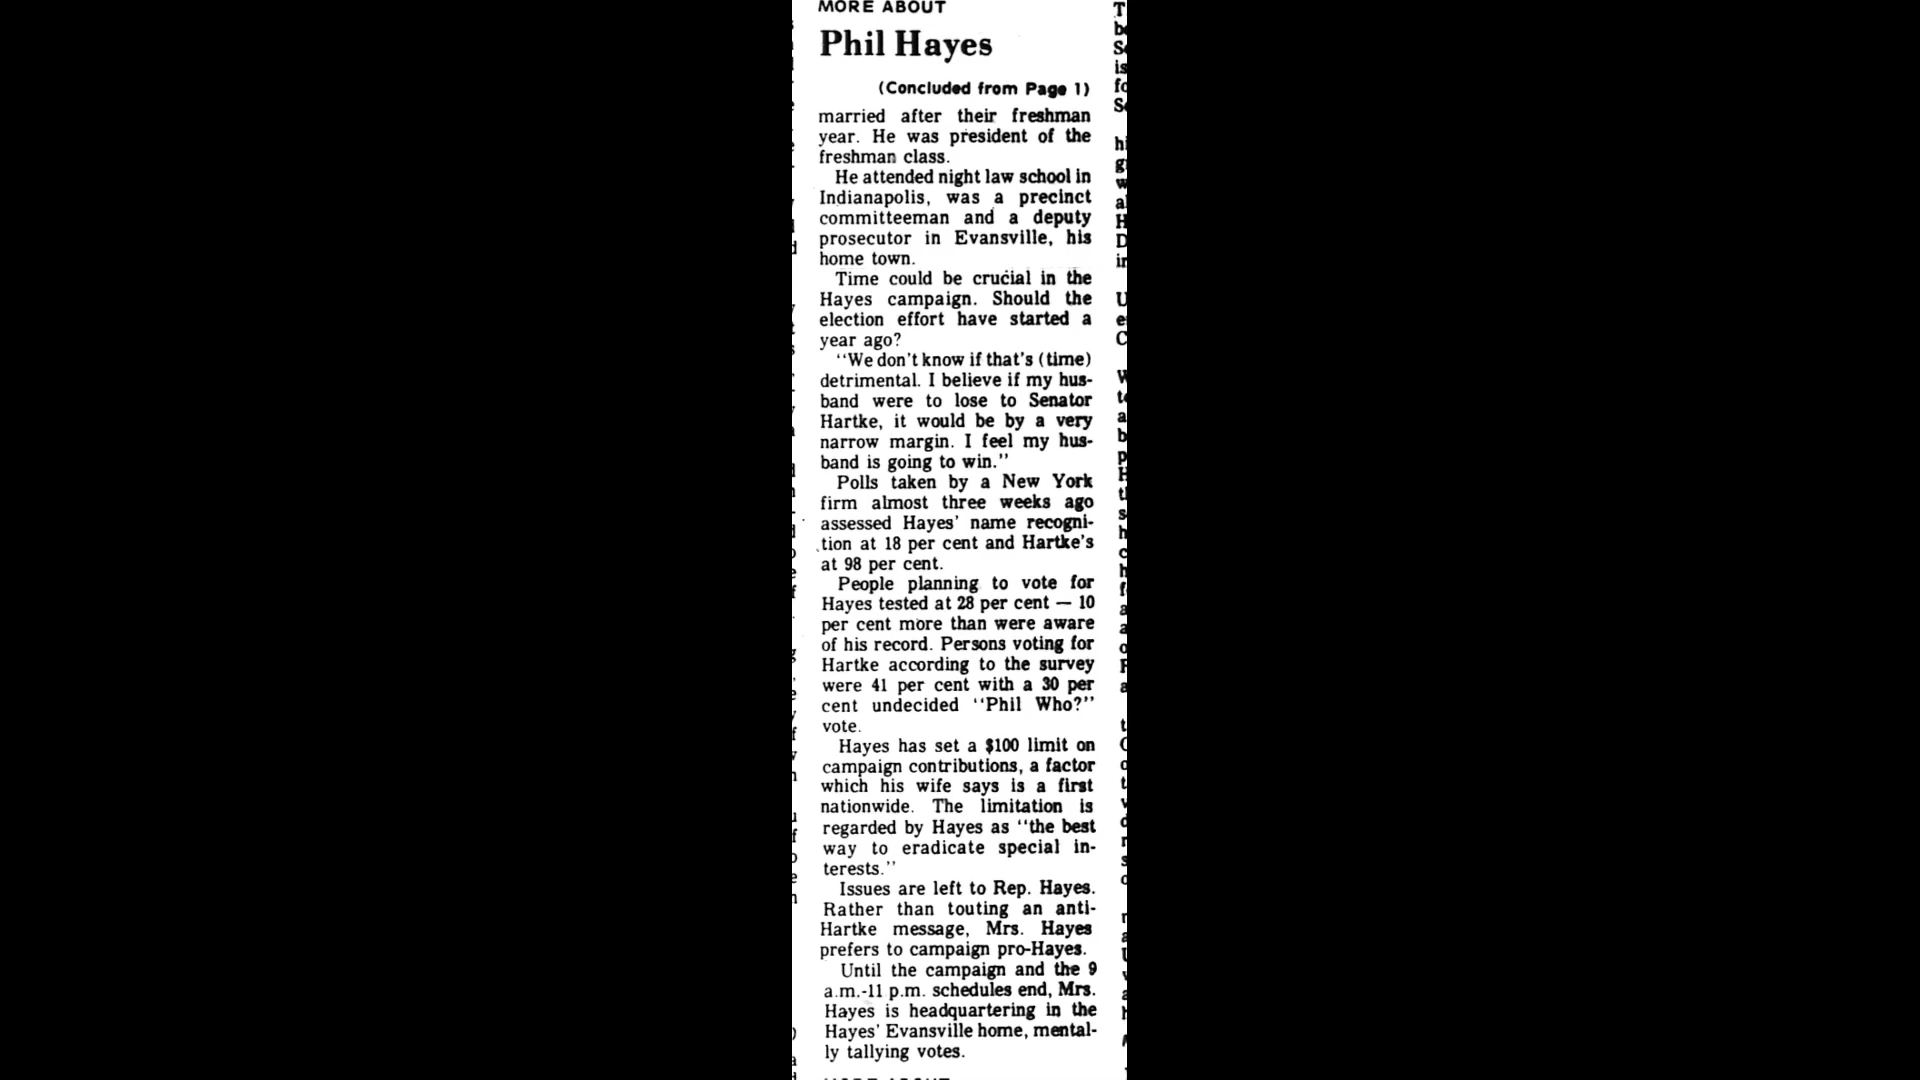 MORE ABOUT
Phil Hayes
(Concluded from Page 1)
married after their freshman
year. He was president of the
freshman class.
He attended night law school in
Indianapolis, was a precinct
committeeman and a deputy
prosecutor in Evansville, his
home town.
Time could be crucial in the
Hayes campaign. Should the
election effort have started a
year ago?
"We don't know if that's (time)
detrimental. I believe if my hus-
band were to lose to Senator
Hartke, it would be by a very
narrow margin. I feel my hus-
band is going to win."
Polls taken by a New York
firm almost three weeks ago
assessed Hayes' name recogni-
tion at 18 per cent and Hartke's
at 98 per cent.
People planning to vote for
Hayes tested at 28 per cent — 10
per cent more than were aware
of his record. Persons voting for
Hartke according to the survey
were 41 per cent with a 30 per
cent undecided "Phil Who?"
vote.
Hayes has set a $100 limit on
campaign contributions, a factor
which his wife says is a first
nationwide. The limitation is
regarded by Hayes as "the best
way to eradicate special in-
terests."
Issues are left to Rep. Hayes.
Rather than touting an anti-
Hartke message, Mrs. Hayes
prefers to campaign pro-Hayes.
Until the campaign and the 9
a.m.-11 p.m. schedules end, Mrs.
Hayes is headquartering in the
Hayes' Evansville home, mental-
ly tallying votes.